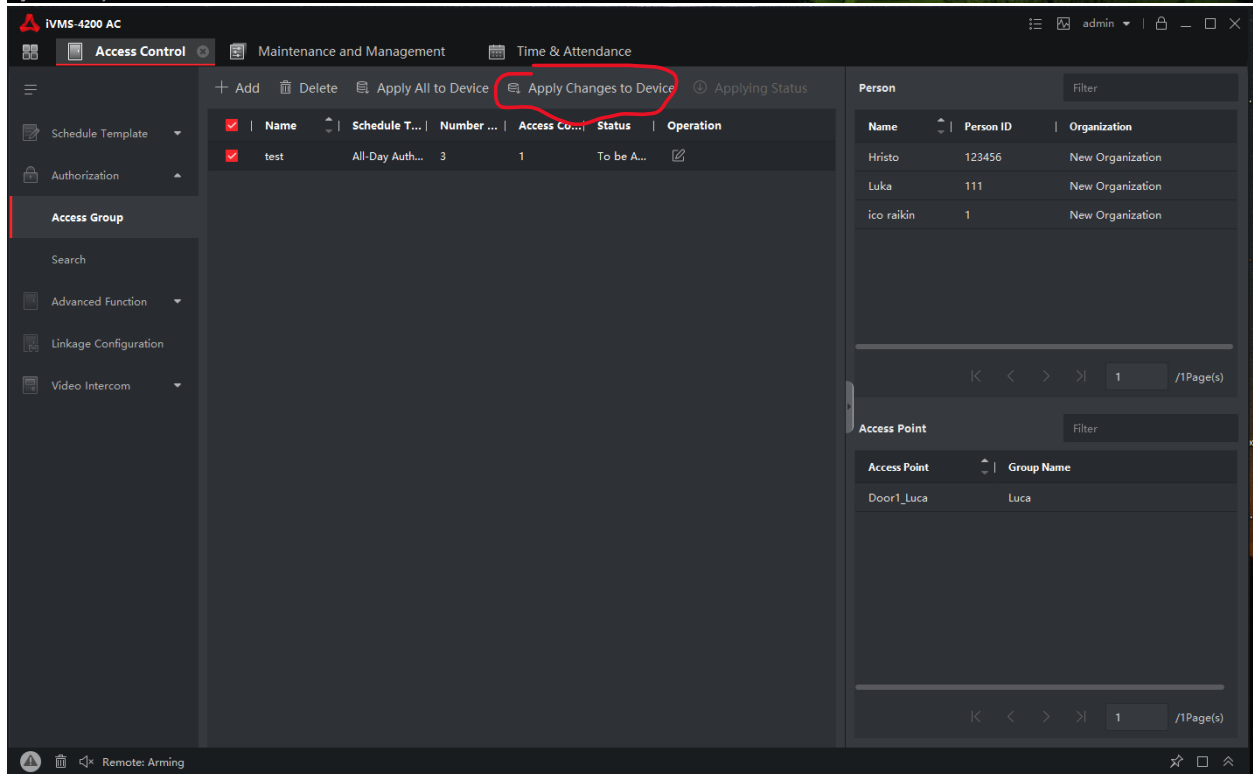 iVMS-4200 AC
admin
Access Control
Maintenance and Management
Time & Attendance
+ Add Delete Apply All to Device Apply Changes to Device Applying Status
Name Schedule T... Number ... Access Co... Status Operation
test All-Day Auth... 3 1 To be A...
Schedule Template
Authorization
Access Group
Search
Advanced Function
Linkage Configuration
Video Intercom
Person Filter
Name Person ID Organization
Hristo 123456 New Organization
Luka 111 New Organization
ico raikin 1 New Organization
1 /1Page(s)
Access Point Filter
Access Point Group Name
Door1_Luca Luca
1 /1Page(s)
Remote: Arming